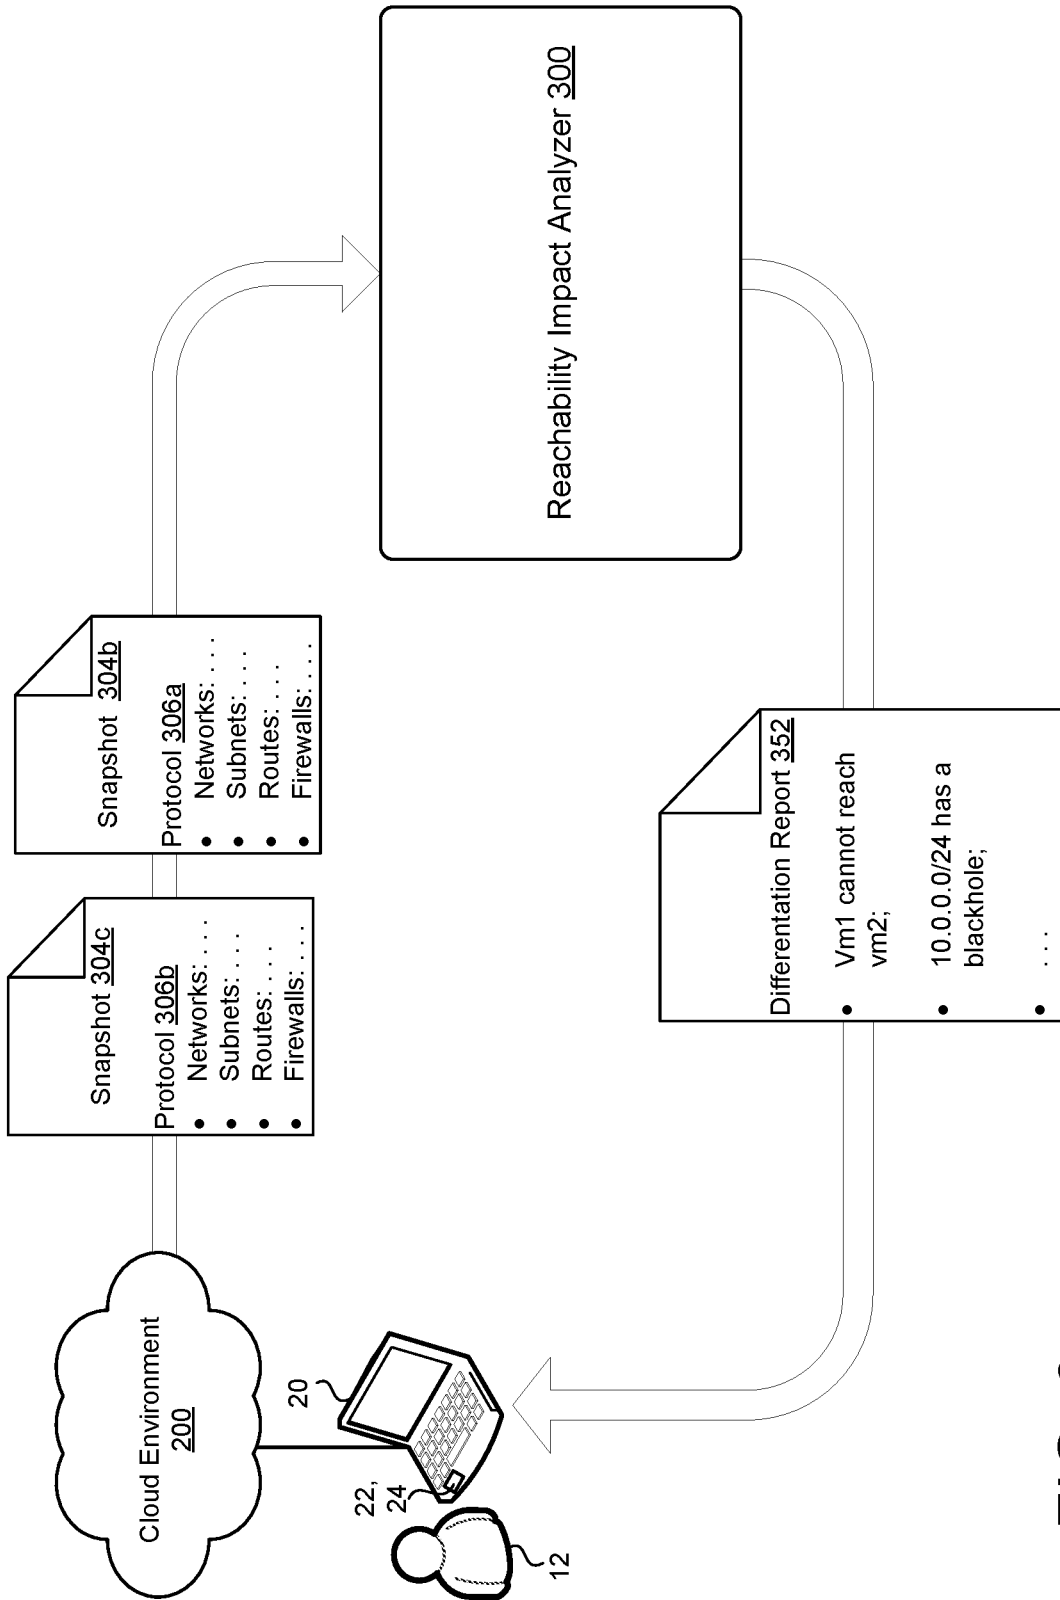 Cloud Environment
200
Snapshot 304c
Protocol 306b
• Networks: . . . .
• Subnets: . . . .
• Routes: . . . .
• Firewalls: . . . .
Snapshot 304b
Protocol 306a
• Networks: . . . .
• Subnets: . . . .
• Routes: . . . .
• Firewalls: . . . .
20
22,
24
12
Reachability Impact Analyzer 300
Differentation Report 352
• Vm1 cannot reach
vm2;
• 10.0.0.0/24 has a
blackhole;
• . . . .